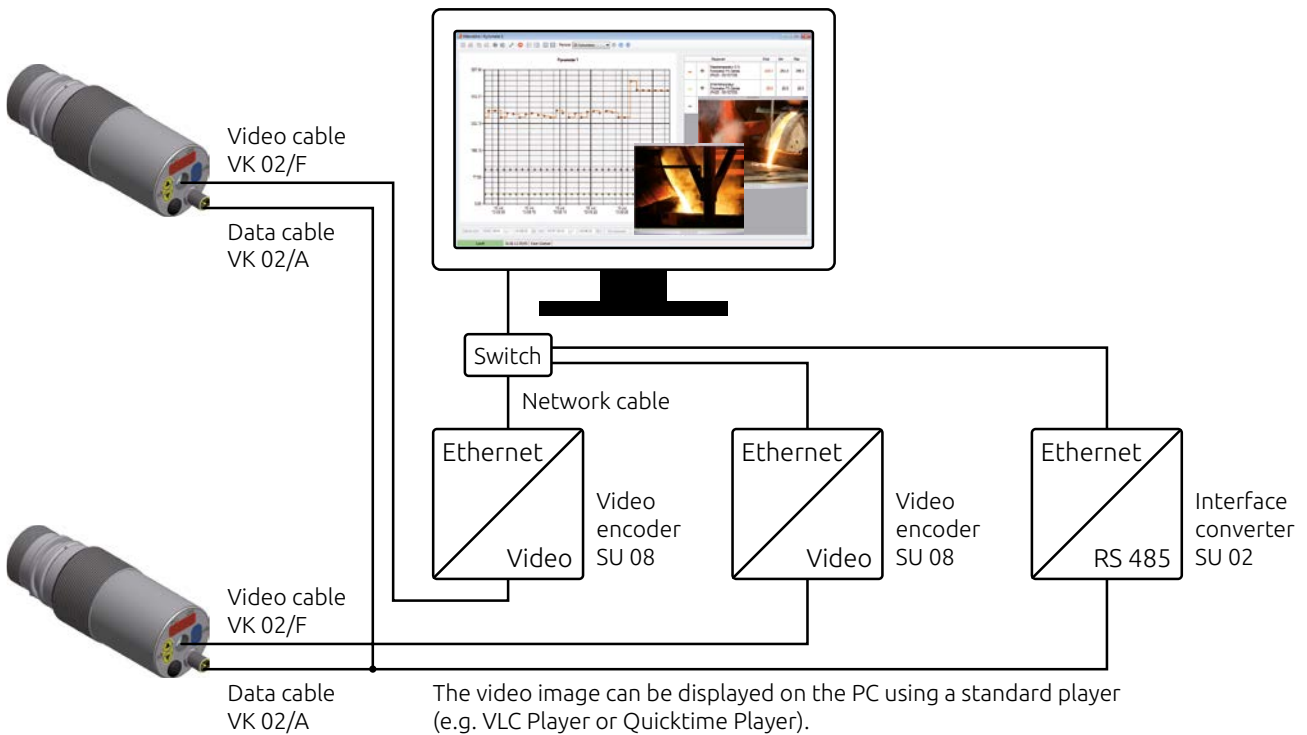 Pyrometer 1
Video cable
VK 02/F
Data cable
VK 02/A
Switch
Network cable
Ethernet
Video
Video
encoder
SU 08
Ethernet
Video
Video
encoder
SU 08
Ethernet
RS 485
Interface
converter
SU 02
Video cable
VK 02/F
Data cable
VK 02/A
The video image can be displayed on the PC using a standard player
(e.g. VLC Player or Quicktime Player).